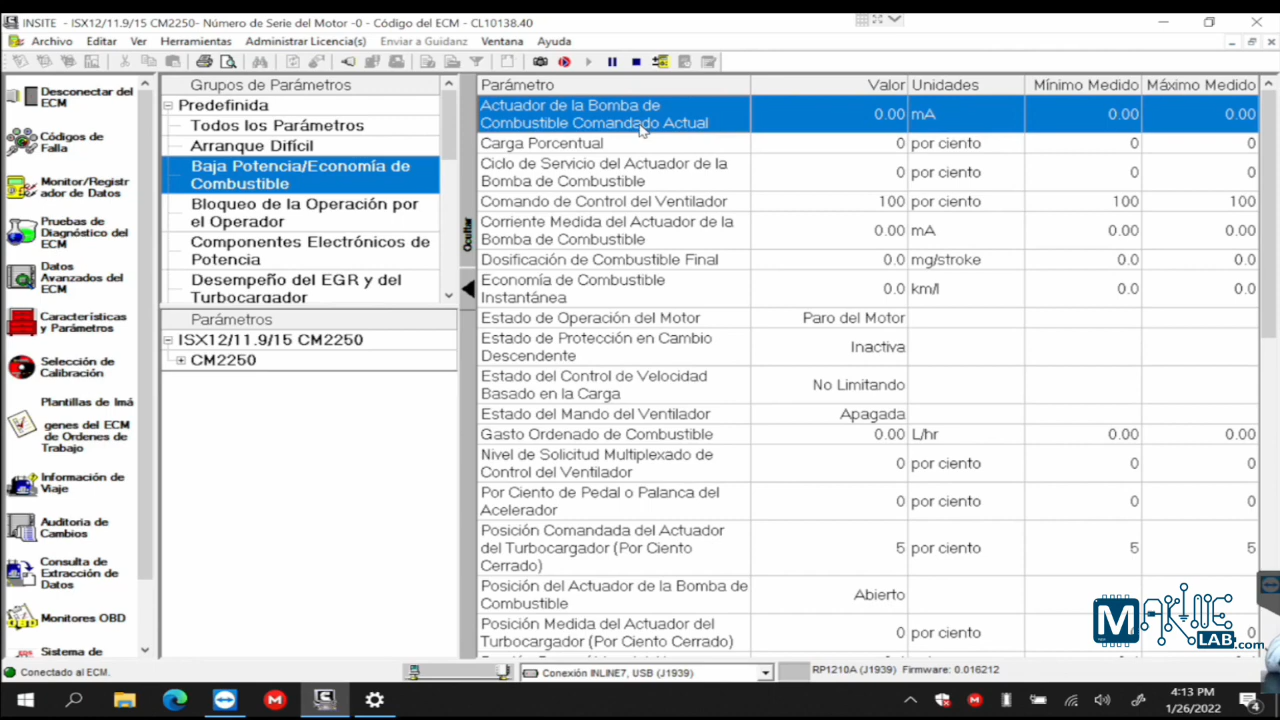 INSITE - ISX12/11.9/15 CM2250- Número de Serie del Motor -0 - Código del ECM - CL10138.40
Archivo Editar Ver Herramientas Administrar Licencia(s) Enviar a Guidanz Ventana Ayuda
Desconectar del
ECM
Códigos de
Falla
Monitor/Registr
ador de Datos
Pruebas de
Diagnóstico del
ECM
Datos
Avanzados del
ECM
Características
y Parámetros
Selección de
Calibración
Plantillas de Imá
genes del ECM
de Ordenes de
Trabajo
Información de
Viaje
Auditoria de
Cambios
Consulta de
Extracción de
Datos
Monitores OBD
Sistema de
Grupos de Parámetros
Predefinida
Todos los Parámetros
Arranque Difícil
Baja Potencia/Economía de
Combustible
Bloqueo de la Operación por
el Operador
Componentes Electrónicos de
Potencia
Desempeño del EGR y del
Turbocargador
Parámetros
ISX12/11.9/15 CM2250
CM2250
Ocultar
Parámetro Valor Unidades Mínimo Medido Máximo Medido
Actuador de la Bomba de
Combustible Comandado Actual 0.00 mA 0.00 0.00
Carga Porcentual 0 por ciento 0 0
Ciclo de Servicio del Actuador de la
Bomba de Combustible 0 por ciento 0 0
Comando de Control del Ventilador 100 por ciento 100 100
Corriente Medida del Actuador de la
Bomba de Combustible 0.00 mA 0.00 0.00
Dosificación de Combustible Final 0.0 mg/stroke 0.0 0.0
Economía de Combustible
Instantánea 0.0 km/l 0.0 0.0
Estado de Operación del Motor Paro del Motor
Estado de Protección en Cambio
Descendente Inactiva
Estado del Control de Velocidad
Basado en la Carga No Limitando
Estado del Mando del Ventilador Apagada
Gasto Ordenado de Combustible 0.00 L/hr 0.00 0.00
Nivel de Solicitud Multiplexado de
Control del Ventilador 0 por ciento 0 0
Por Ciento de Pedal o Palanca del
Acelerador 0 por ciento 0 0
Posición Comandada del Actuador
del Turbocargador (Por Ciento
Cerrado) 5 por ciento 5 5
Posición del Actuador de la Bomba de
Combustible Abierto
Posición Medida del Actuador del
Turbocargador (Por Ciento Cerrado) 0 por ciento 0
LAB.com
Conectado al ECM.
Conexión INLINE7, USB (J1939)
RP1210A (J1939) Firmware: 0.016212
4:13 PM
1/26/2022
4